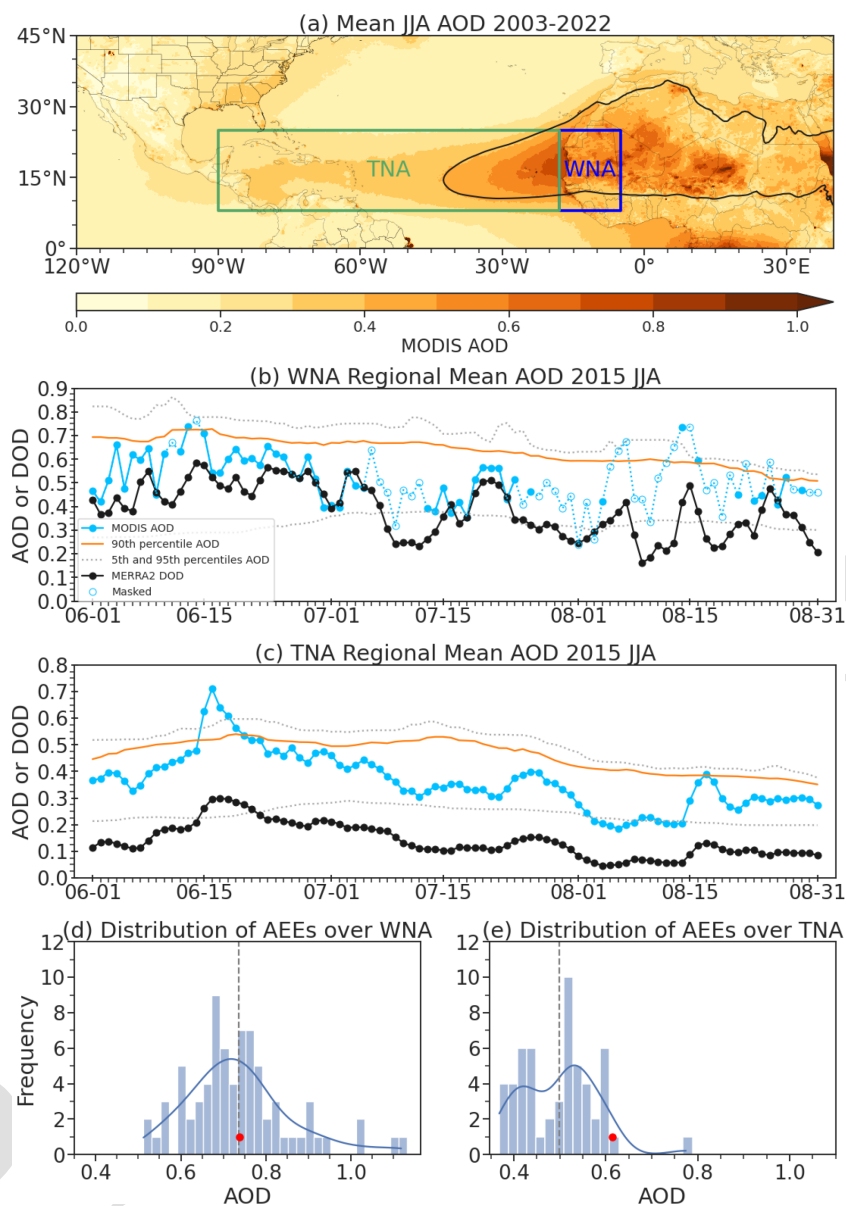 (a) Mean JJA AOD 2003-2022
45°N
30°N
15°N
0°
TNA
WNA
120°W 90°W 60°W 30°W 0° 30°E
0.0 0.2 0.4 0.6 0.8 1.0
MODIS AOD
(b) WNA Regional Mean AOD 2015 JJA
AOD or DOD
0.9
0.8
0.7
0.6
0.5
0.4
0.3
0.2
0.1
0.0
MODIS AOD
90th percentile AOD
5th and 95th percentiles AOD
MERRA2 DOD
Masked
06-01 06-15 07-01 07-15 08-01 08-15 08-31
(c) TNA Regional Mean AOD 2015 JJA
AOD or DOD
0.8
0.7
0.6
0.5
0.4
0.3
0.2
0.1
0.0
06-01 06-15 07-01 07-15 08-01 08-15 08-31
(d) Distribution of AEEs over WNA
Frequency
12
10
8
6
4
2
0
0.4 0.6 0.8 1.0
AOD
(e) Distribution of AEEs over TNA
12
10
8
6
4
2
0
0.4 0.6 0.8 1.0
AOD